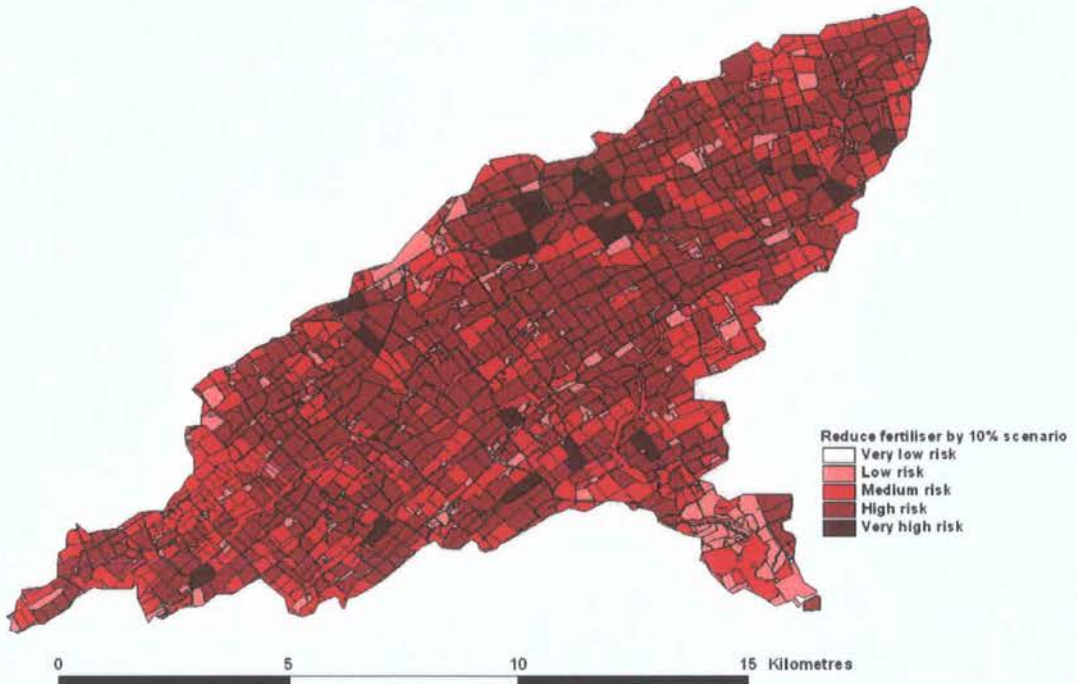 Reduce fertiliser by 10% scenario
Very low risk
Low risk
Medium risk
High risk
Very high risk
0 5 10 15 Kilometres